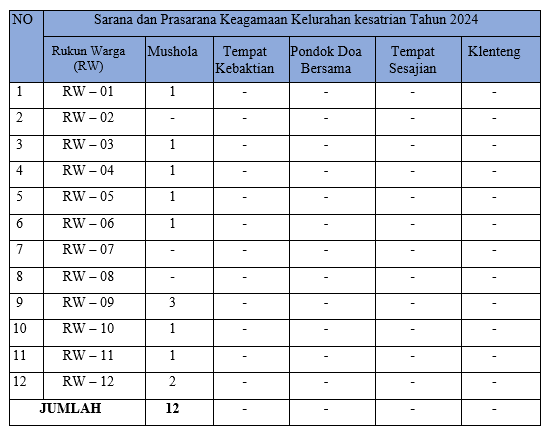 NO Sarana dan Prasarana Keagamaan Kelurahan kesatrian Tahun 2024
Rukun Warga (RW) Mushola Tempat Kebaktian Pondok Doa Bersama Tempat Sesajian Klenteng
1 RW – 01 1 - - - -
2 RW – 02 - - - - -
3 RW – 03 1 - - - -
4 RW – 04 1 - - - -
5 RW – 05 1 - - - -
6 RW – 06 1 - - - -
7 RW – 07 - - - - -
8 RW – 08 - - - - -
9 RW – 09 3 - - - -
10 RW – 10 1 - - - -
11 RW – 11 1 - - - -
12 RW – 12 2 - - - -
JUMLAH 12 - - - -